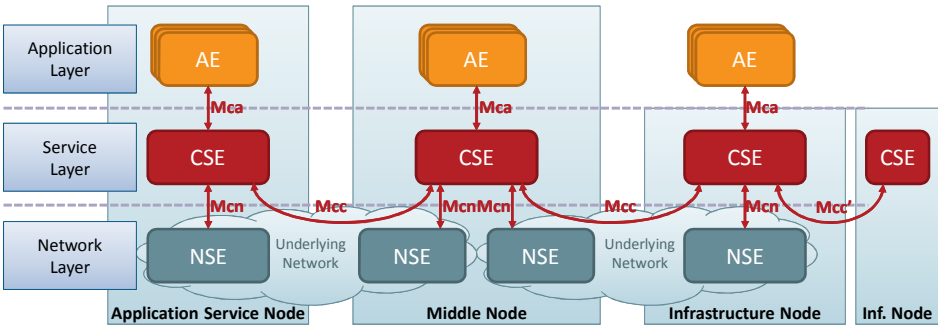 Application
Layer
AE
AE
AE
Mca
Mca
Mca
Service
Layer
CSE
CSE
CSE
CSE
Mcn
Mcc
Mcn
Mcn
Mcc
Mcn
Mcc'
Network
Layer
NSE
Underlying
Network
NSE
NSE
Underlying
Network
NSE
Application Service Node
Middle Node
Infrastructure Node
Inf. Node